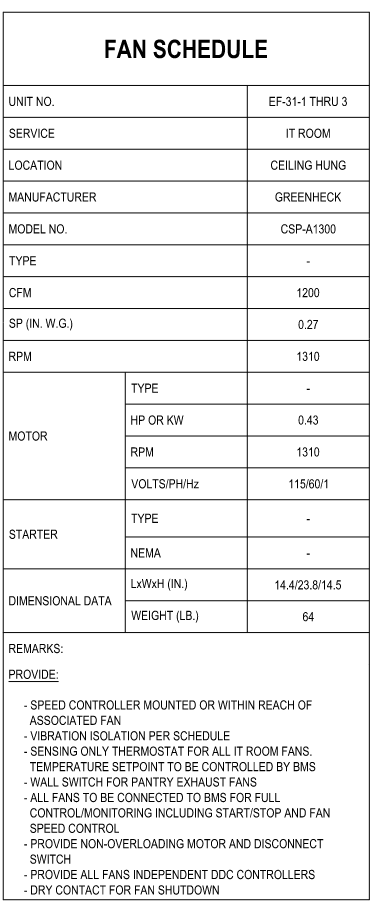 FAN SCHEDULE
UNIT NO. EF-31-1 THRU 3
SERVICE IT ROOM
LOCATION CEILING HUNG
MANUFACTURER GREENHECK
MODEL NO. CSP-A1300
TYPE -
CFM 1200
SP (IN. W.G.) 0.27
RPM 1310
MOTOR
TYPE -
HP OR KW 0.43
RPM 1310
VOLTS/PH/Hz 115/60/1
STARTER
TYPE -
NEMA -
DIMENSIONAL DATA
LxWxH (IN.) 14.4/23.8/14.5
WEIGHT (LB.) 64
REMARKS:
PROVIDE:
- SPEED CONTROLLER MOUNTED OR WITHIN REACH OF
ASSOCIATED FAN
- VIBRATION ISOLATION PER SCHEDULE
- SENSING ONLY THERMOSTAT FOR ALL IT ROOM FANS.
TEMPERATURE SETPOINT TO BE CONTROLLED BY BMS
- WALL SWITCH FOR PANTRY EXHAUST FANS
- ALL FANS TO BE CONNECTED TO BMS FOR FULL
CONTROL/MONITORING INCLUDING START/STOP AND FAN
SPEED CONTROL
- PROVIDE NON-OVERLOADING MOTOR AND DISCONNECT
SWITCH
- PROVIDE ALL FANS INDEPENDENT DDC CONTROLLERS
- DRY CONTACT FOR FAN SHUTDOWN